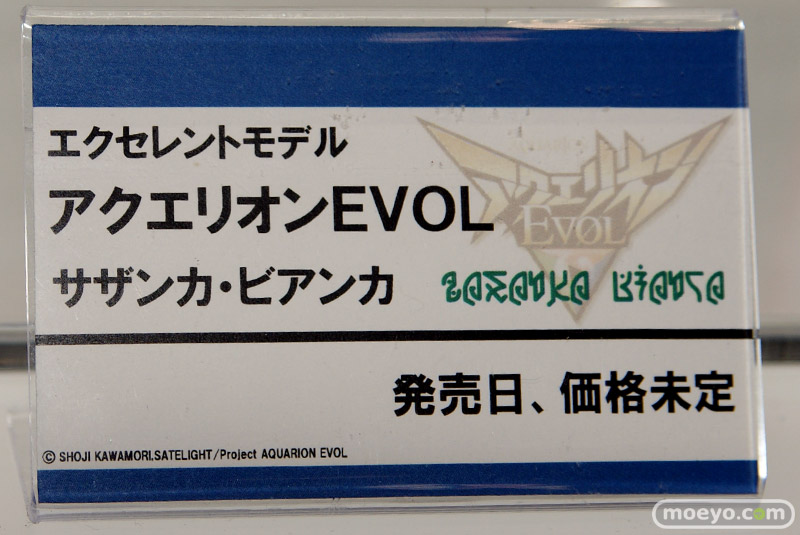 エクセレントモデル
アクエリオンEVOL
サザンカ・ビアンカ
EVOL
発売日、価格未定
© SHOJI KAWAMORI,SATELIGHT/Project AQUARION EVOL
moeyo.com